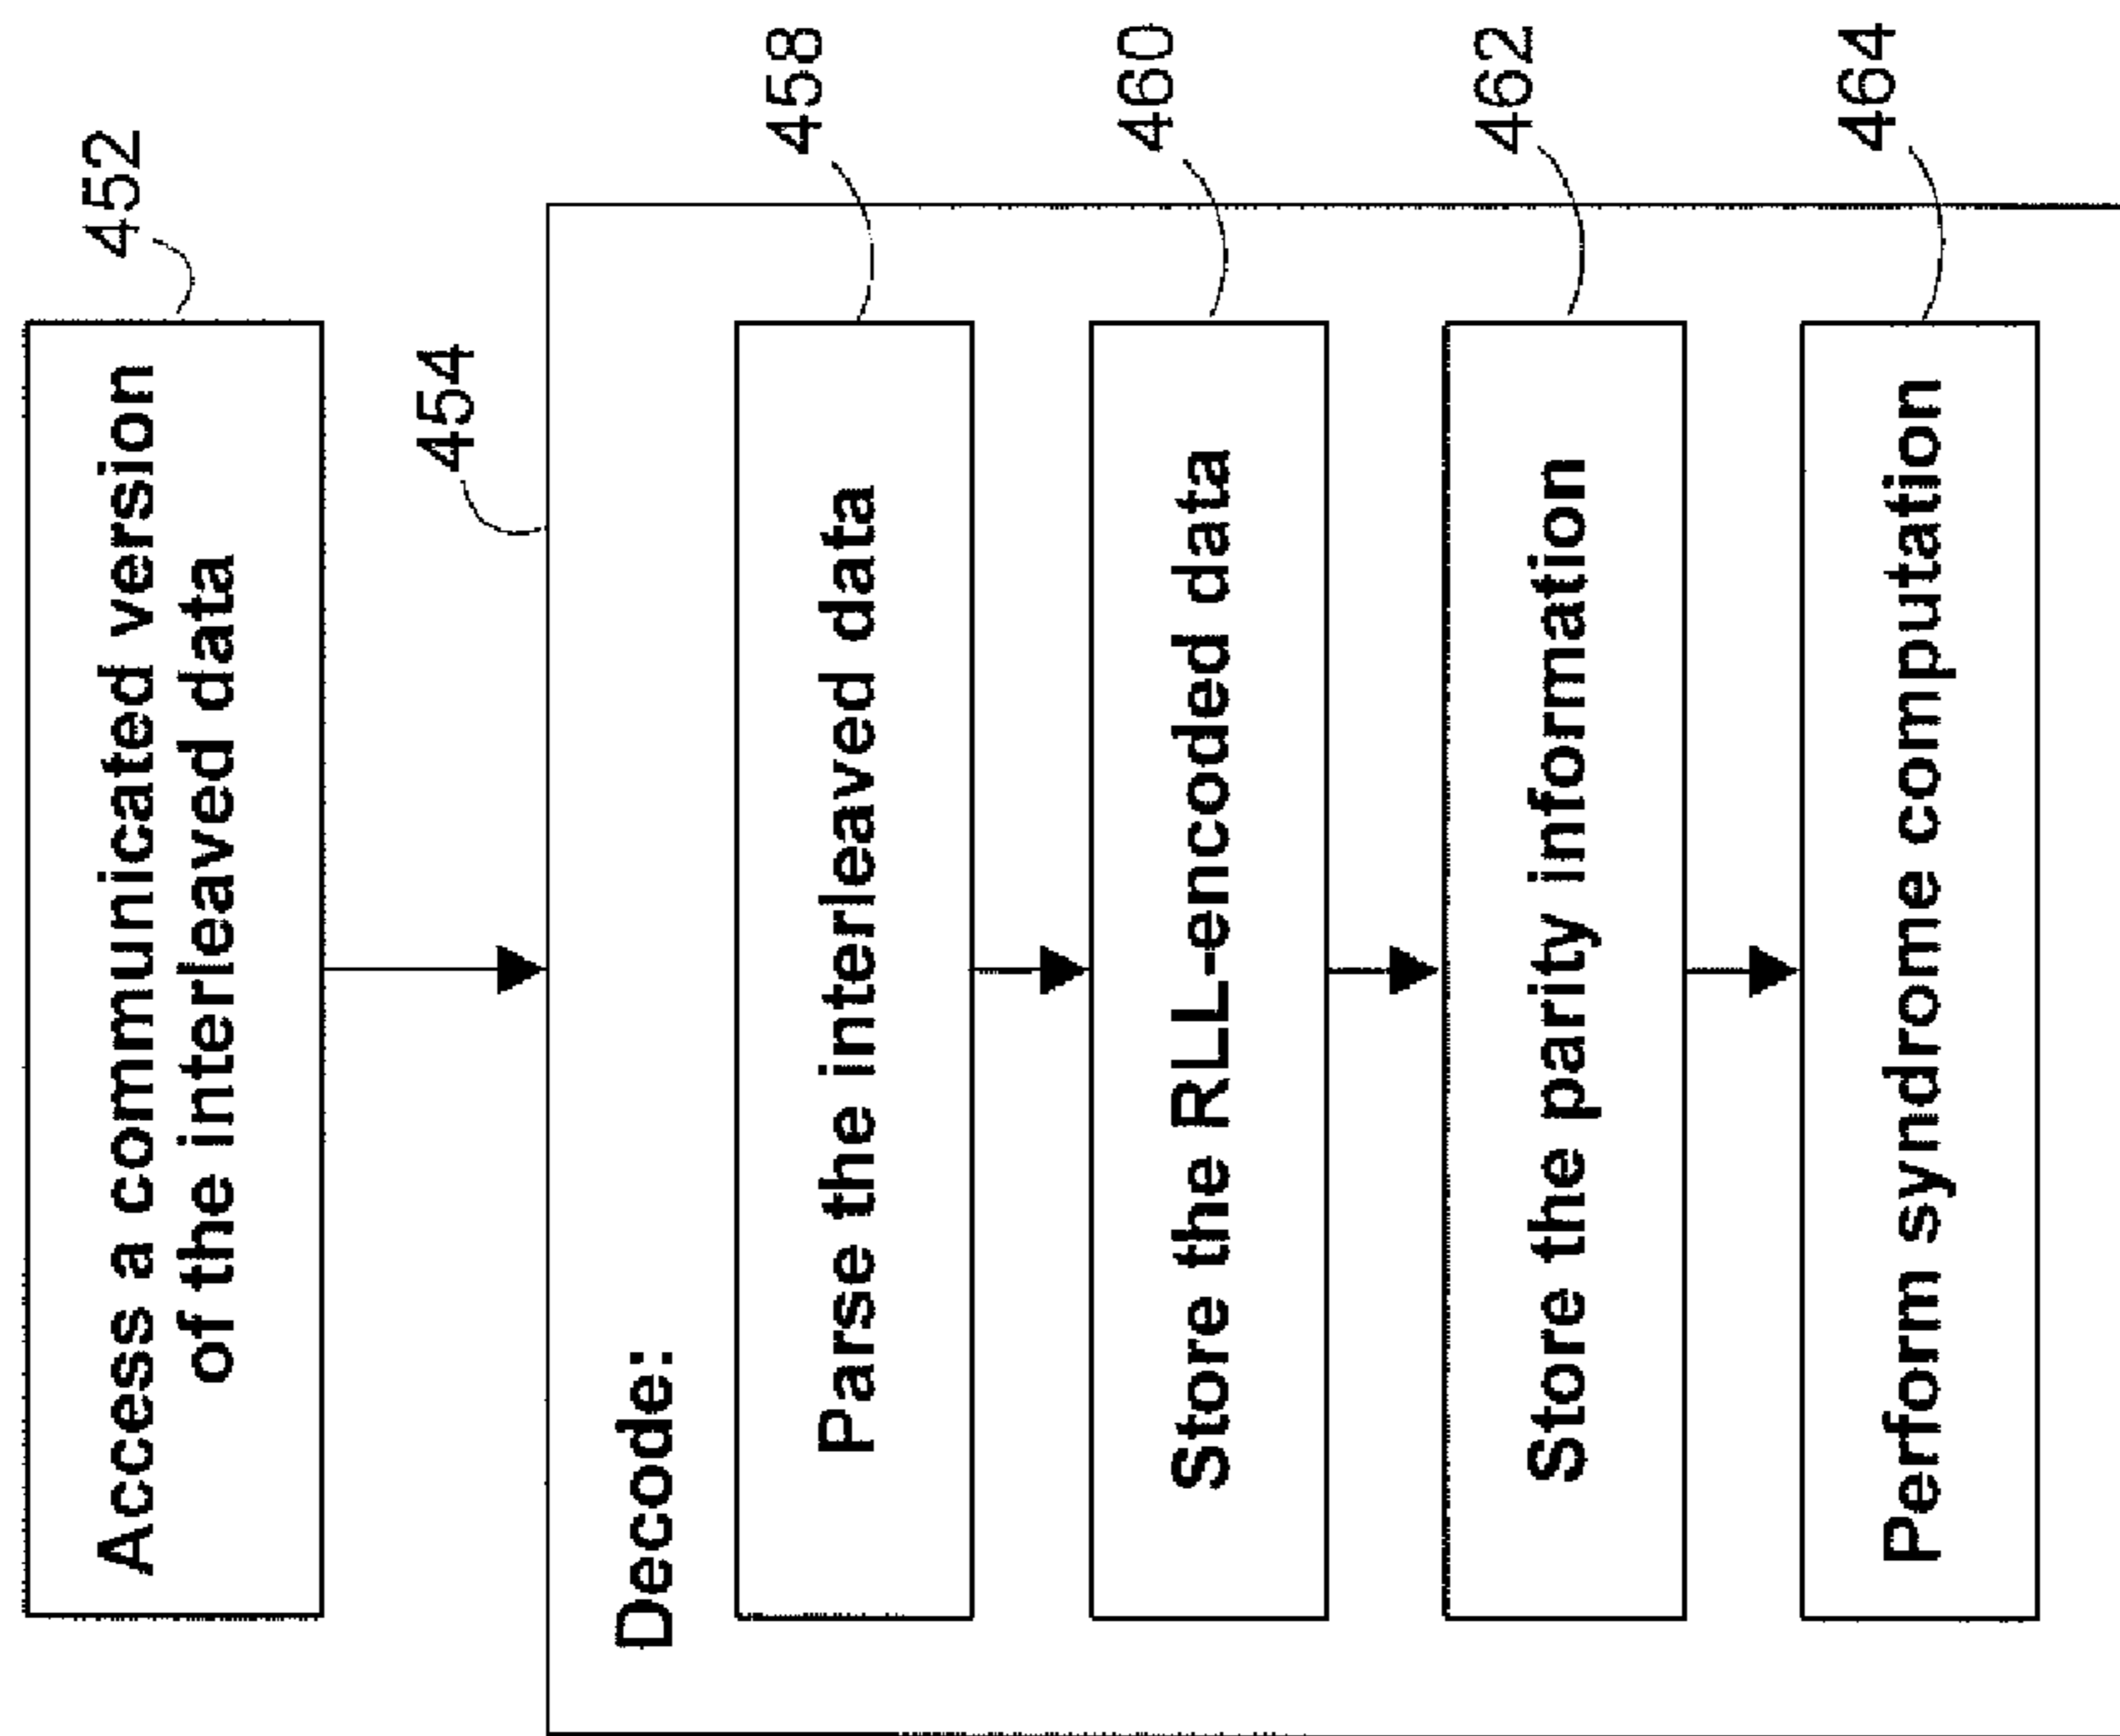 452
Access a communicated version
of the interleaved data
454
Decode:
458
Parse the interleaved data
460
Store the RLL-encoded data
462
Store the parity information
464
Perform syndrome computation